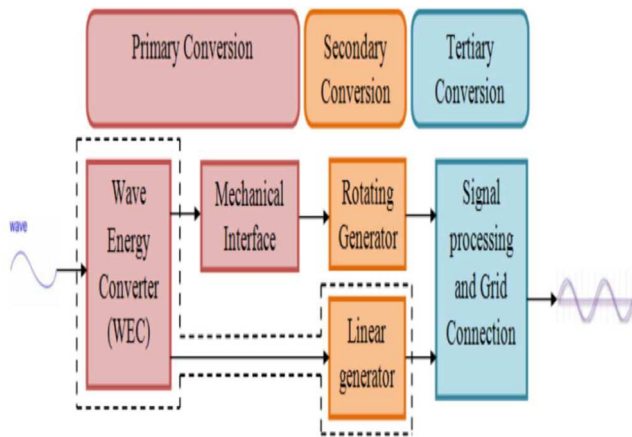 Primary Conversion
Secondary
Conversion
Tertiary
Conversion
wave
Wave
Energy
Converter
(WEC)
Mechanical
Interface
Rotating
Generator
Linear
generator
Signal
processing
and Grid
Connection